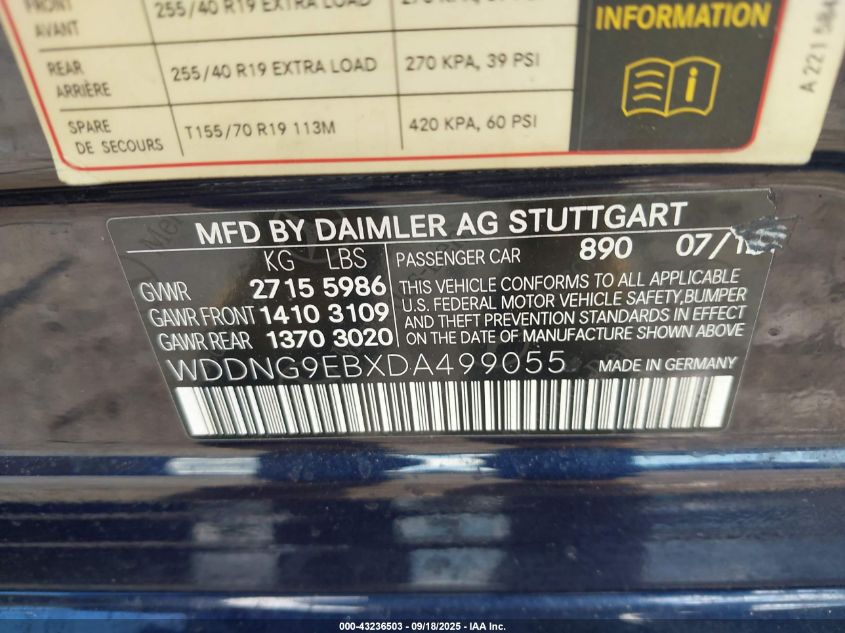 FRONT
AVANT
255/40 R19 EXTRA LOAD
REAR
ARRIÈRE
255/40 R19 EXTRA LOAD
270 KPA, 39 PSI
SPARE
DE SECOURS
T155/70 R19 113M
420 KPA, 60 PSI
INFORMATION
A 221 584
MFD BY DAIMLER AG STUTTGART
KG LBS
GVWR 2715 5986
GAWR FRONT 1410 3109
GAWR REAR 1370 3020
PASSENGER CAR 890 07/1
THIS VEHICLE CONFORMS TO ALL APPLICABLE
U.S. FEDERAL MOTOR VEHICLE SAFETY,BUMPER
AND THEFT PREVENTION STANDARDS IN EFFECT
ON THE DATE OF MANUFACTURE SHOWN ABOVE
WDDNG9EBXDA499055
MADE IN GERMANY
000-43236503 - 09/18/2025 - IAA Inc.